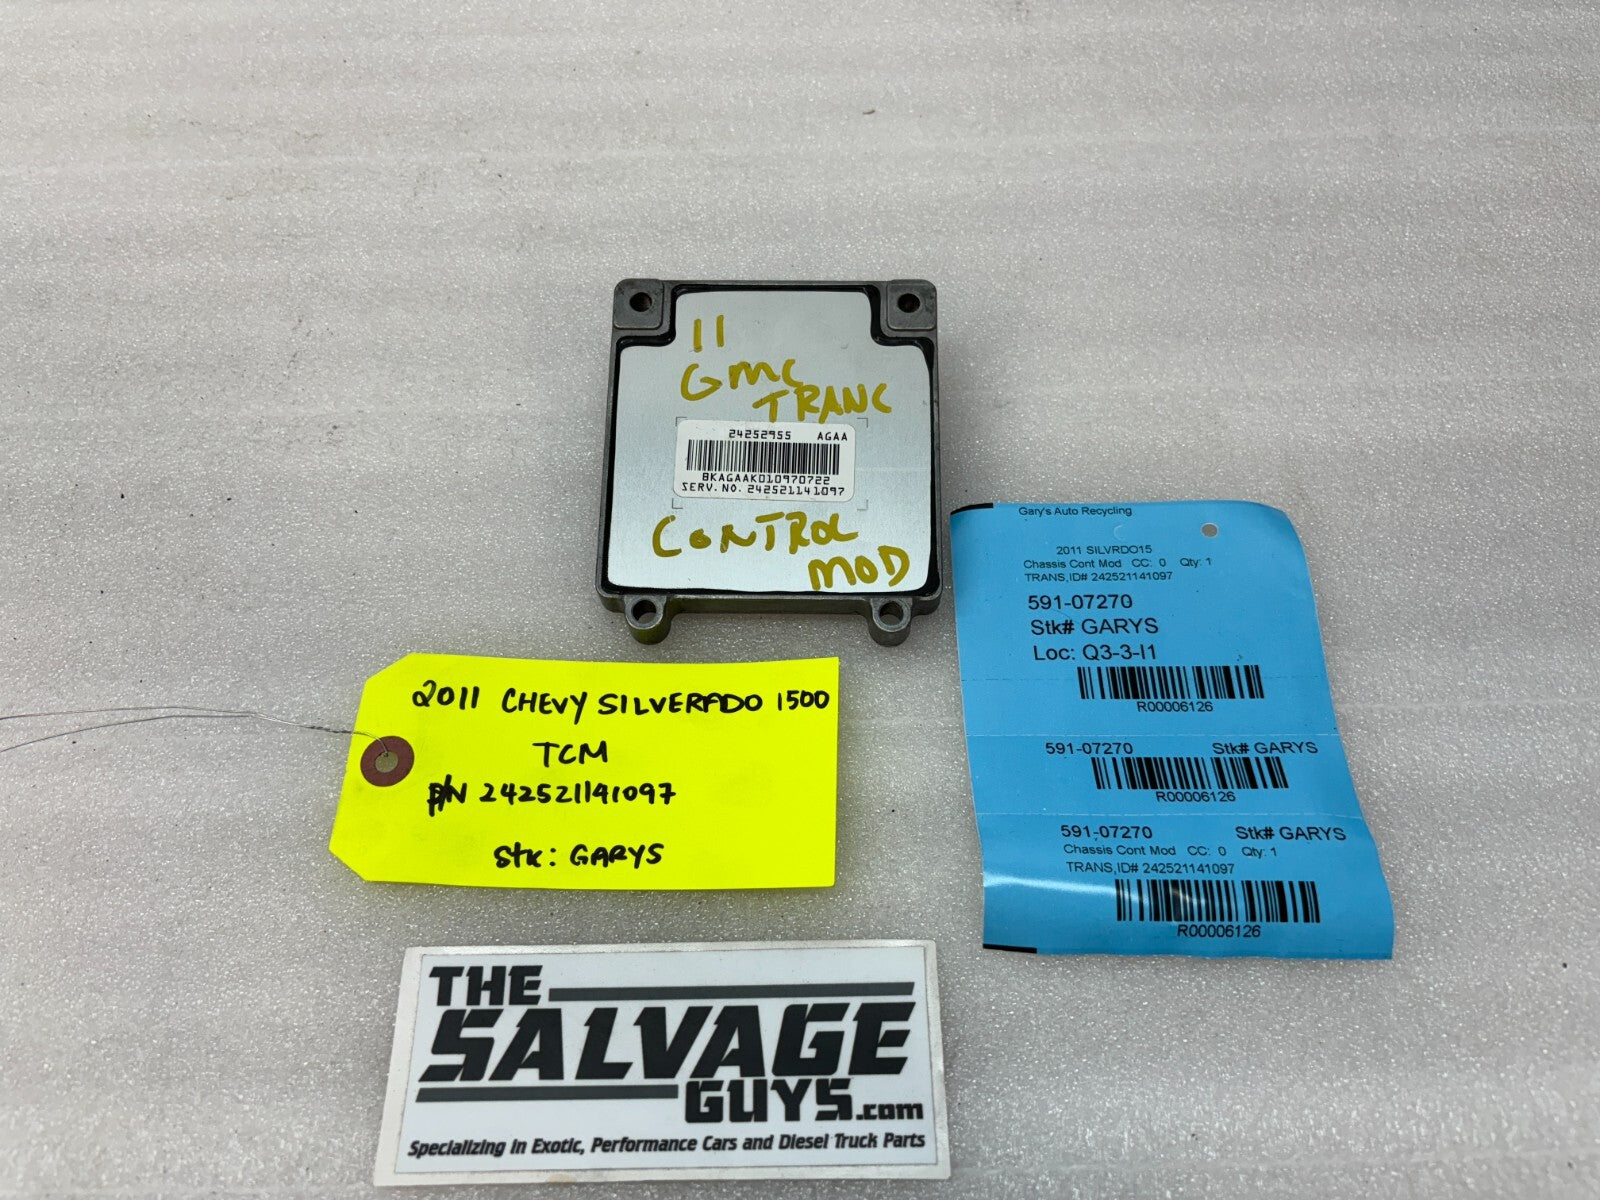 11
GMC
TRANC
24252955 AGAA
BKAGAAK010970722
SERV. NO. 242521141097
CONTROL
MOD
Gary's Auto Recycling
2011 SILVRDO15
Chassis Cont Mod CC: 0 Qty: 1
TRANS,ID# 242521141097
591-07270
Stk# GARYS
Loc: Q3-3-I1
R00006126
591-07270 Stk# GARYS
R00006126
591-07270 Stk# GARYS
Chassis Cont Mod CC: 0 Qty: 1
TRANS,ID# 242521141097
R00006126
2011 CHEVY SILVERADO 1500
TCM
P/N 242521141097
Stk: GARYS
THE
SALVAGE
GUYS.com
Specializing in Exotic, Performance Cars and Diesel Truck Parts